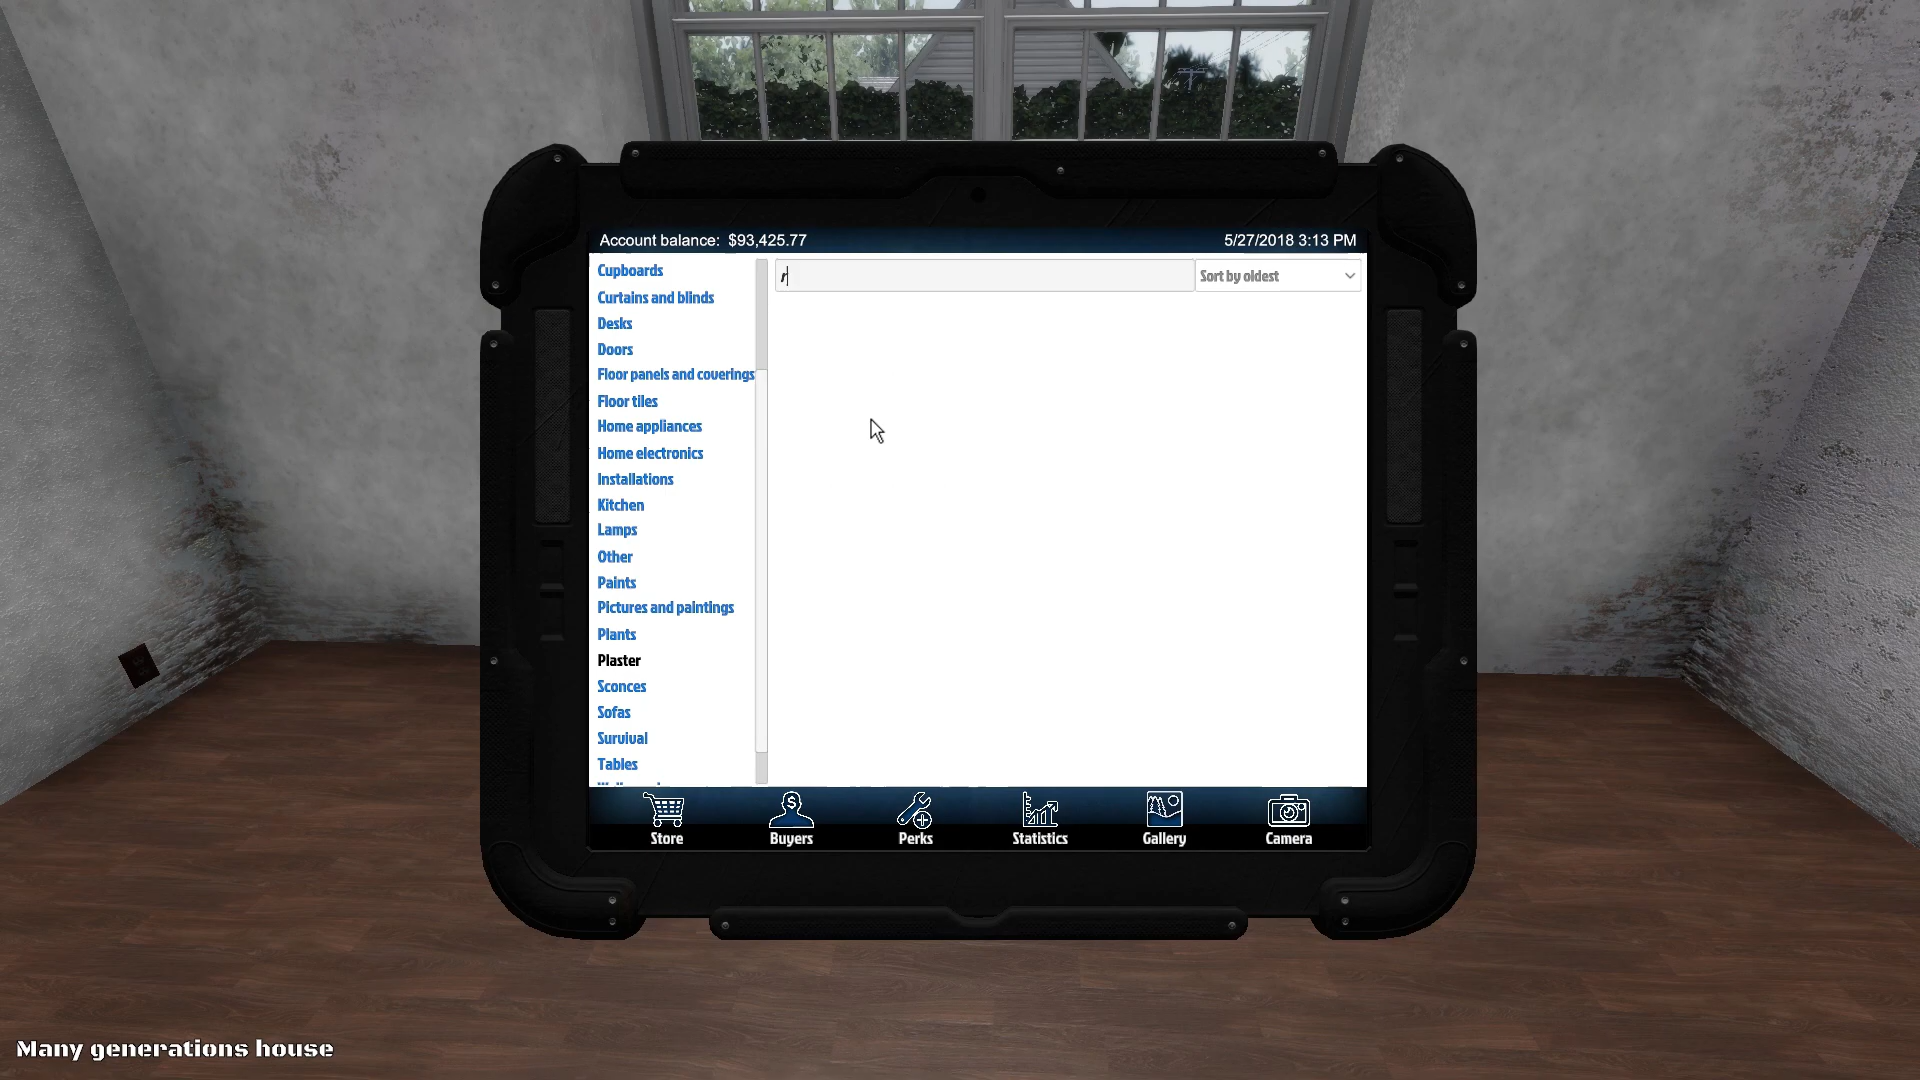 Account balance: $93,425.77
5/27/2018 3:13 PM
Cupboards
Curtains and blinds
Desks
Doors
Floor panels and coverings
Floor tiles
Home appliances
Home electronics
Installations
Kitchen
Lamps
Other
Paints
Pictures and paintings
Plants
Plaster
Sconces
Sofas
Survival
Tables
r
Sort by oldest
Store
Buyers
Perks
Statistics
Gallery
Camera
Many generations house